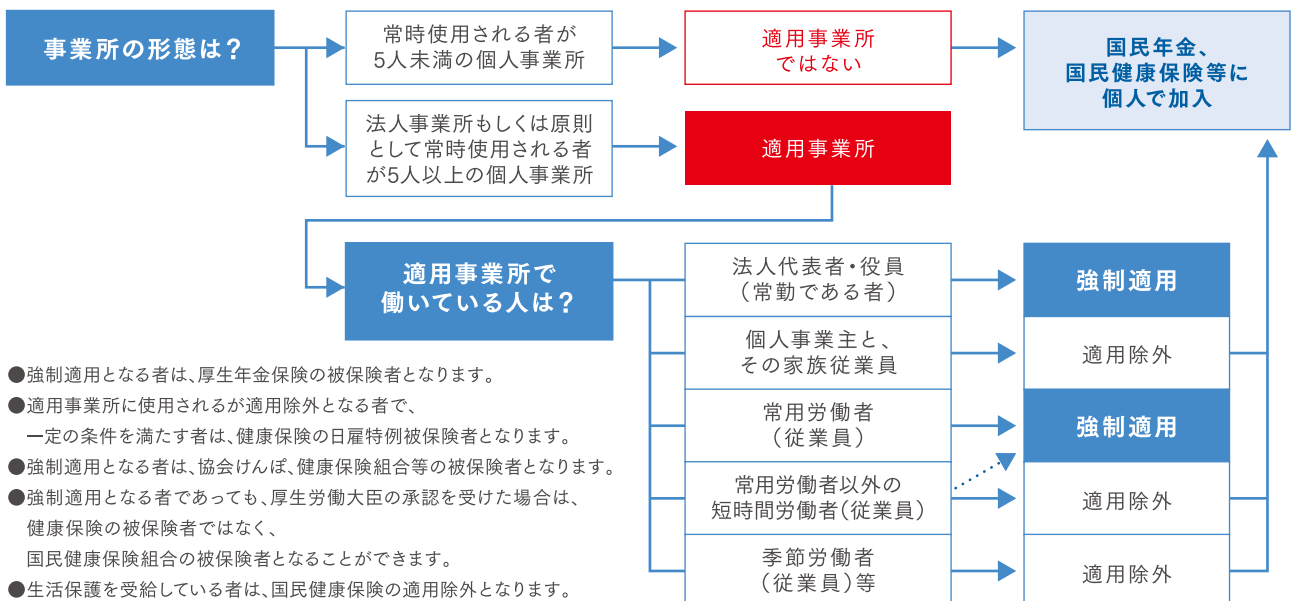 事業所の形態は？
常時使用される者が
5人未満の個人事業所
適用事業所
ではない
国民年金、
国民健康保険等に
個人で加入
法人事業所もしくは原則
として常時使用される者
が5人以上の個人事業所
適用事業所
適用事業所で
働いている人は？
法人代表者・役員
（常勤である者）
強制適用
個人事業主と、
その家族従業員
適用除外
常用労働者
（従業員）
強制適用
常用労働者以外の
短時間労働者（従業員）
適用除外
季節労働者
（従業員）等
適用除外
●強制適用となる者は、厚生年金保険の被保険者となります。
●適用事業所に使用されるが適用除外となる者で、
一定の条件を満たす者は、健康保険の日雇特例被保険者となります。
●強制適用となる者は、協会けんぽ、健康保険組合等の被保険者となります。
●強制適用となる者であっても、厚生労働大臣の承認を受けた場合は、
健康保険の被保険者ではなく、
国民健康保険組合の被保険者となることができます。
●生活保護を受給している者は、国民健康保険の適用除外となります。